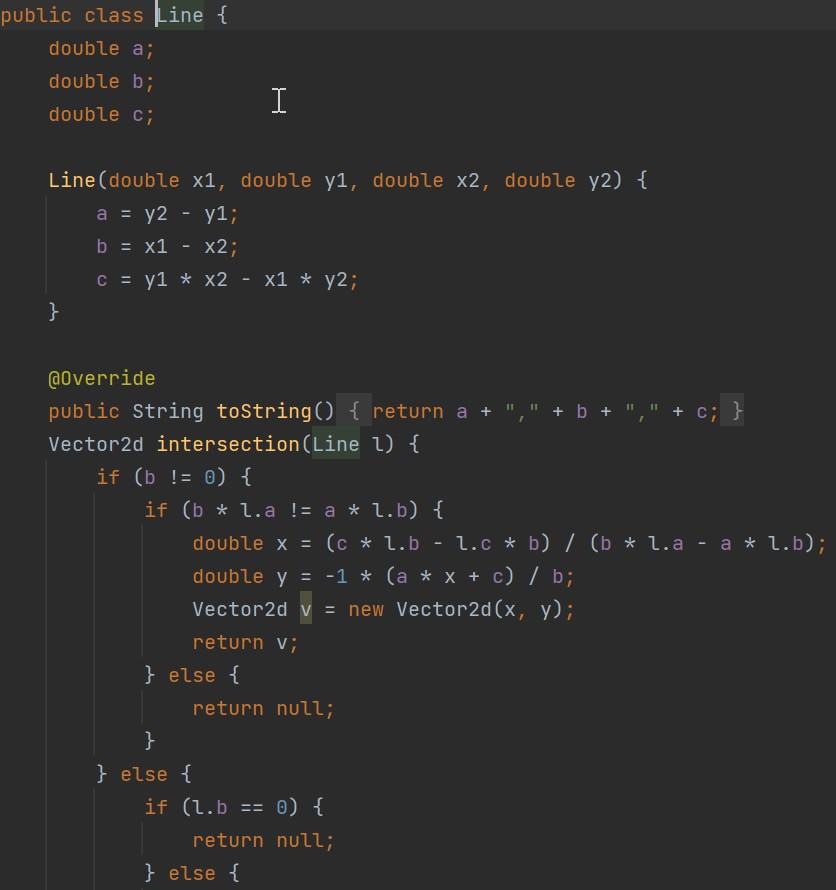 public class Line {
    double a;
    double b;
    double c;

    Line(double x1, double y1, double x2, double y2) {
        a = y2 - y1;
        b = x1 - x2;
        c = y1 * x2 - x1 * y2;
    }

    @Override
    public String toString() { return a + "," + b + "," + c; }
    Vector2d intersection(Line l) {
        if (b != 0) {
            if (b * l.a != a * l.b) {
                double x = (c * l.b - l.c * b) / (b * l.a - a * l.b);
                double y = -1 * (a * x + c) / b;
                Vector2d v = new Vector2d(x, y);
                return v;
            } else {
                return null;
            }
        } else {
            if (l.b == 0) {
                return null;
            } else {